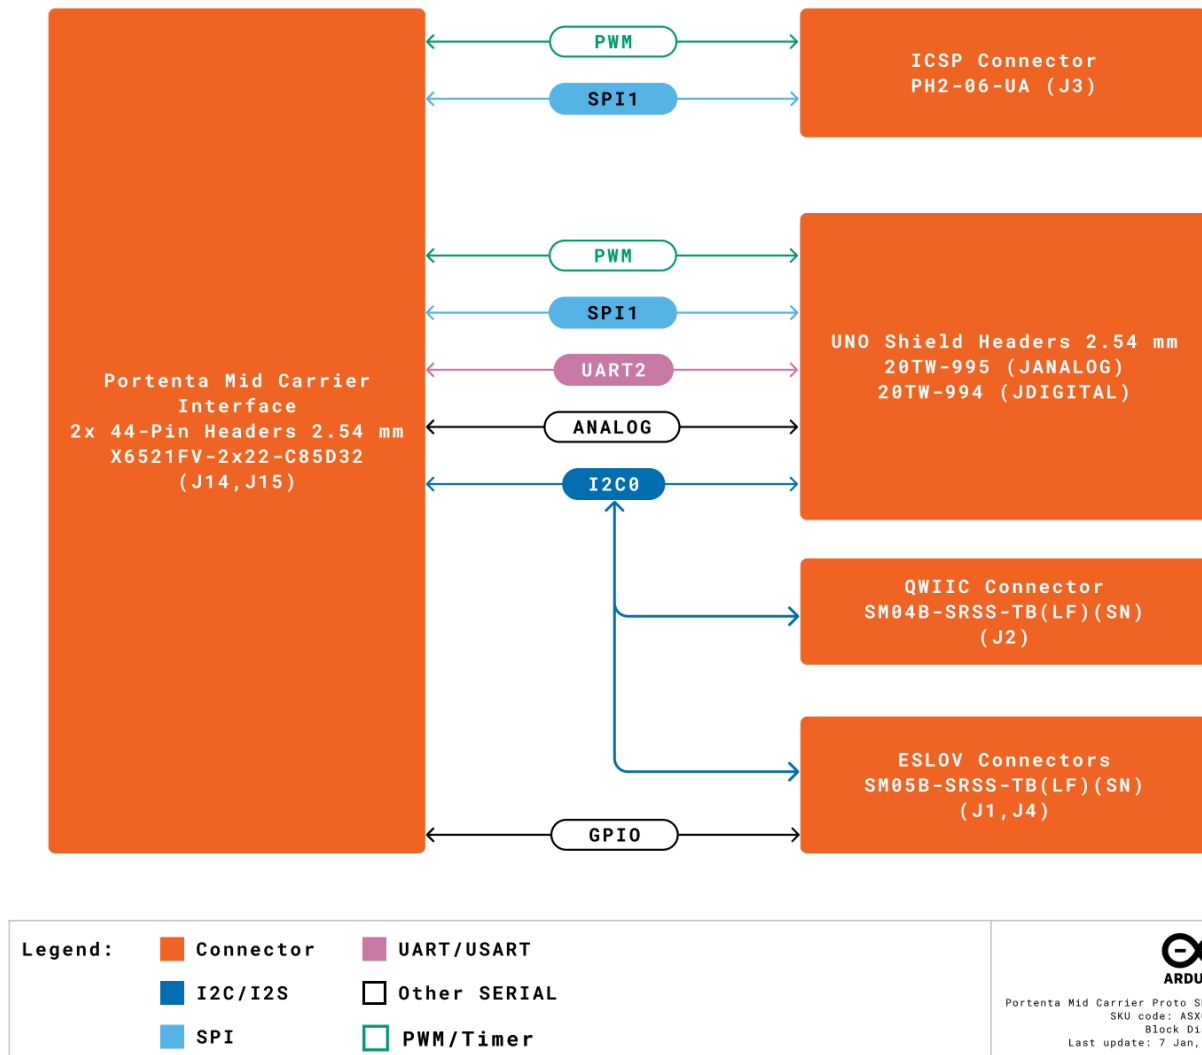 PWM
SPI1
ICSP Connector
PH2-06-UA (J3)
Portenta Mid Carrier
Interface
2x 44-Pin Headers 2.54 mm
X6521FV-2x22-C85D32
(J14,J15)
PWM
SPI1
UART2
ANALOG
I2C0
UNO Shield Headers 2.54 mm
20TW-995 (JANALOG)
20TW-994 (JDIGITAL)
QWIIC Connector
SM04B-SRSS-TB(LF)(SN)
(J2)
ESLOV Connectors
SM05B-SRSS-TB(LF)(SN)
(J1,J4)
GPIO
Legend:
Connector
UART/USART
I2C/I2S
Other SERIAL
SPI
PWM/Timer
Portenta Mid Carrier Proto
SKU code:
Block
Last update: 7 Jan,